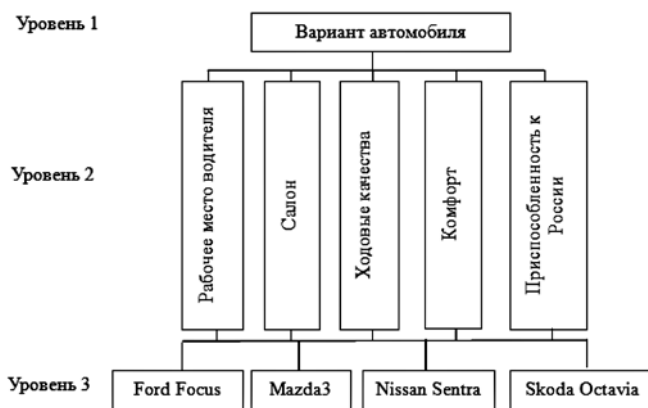 Уровень 1
Вариант автомобиля
Уровень 2
Рабочее место водителя
Салон
Ходовые качества
Комфорт
Приспособленность к
России
Уровень 3
Ford Focus
Mazda3
Nissan Sentra
Skoda Octavia